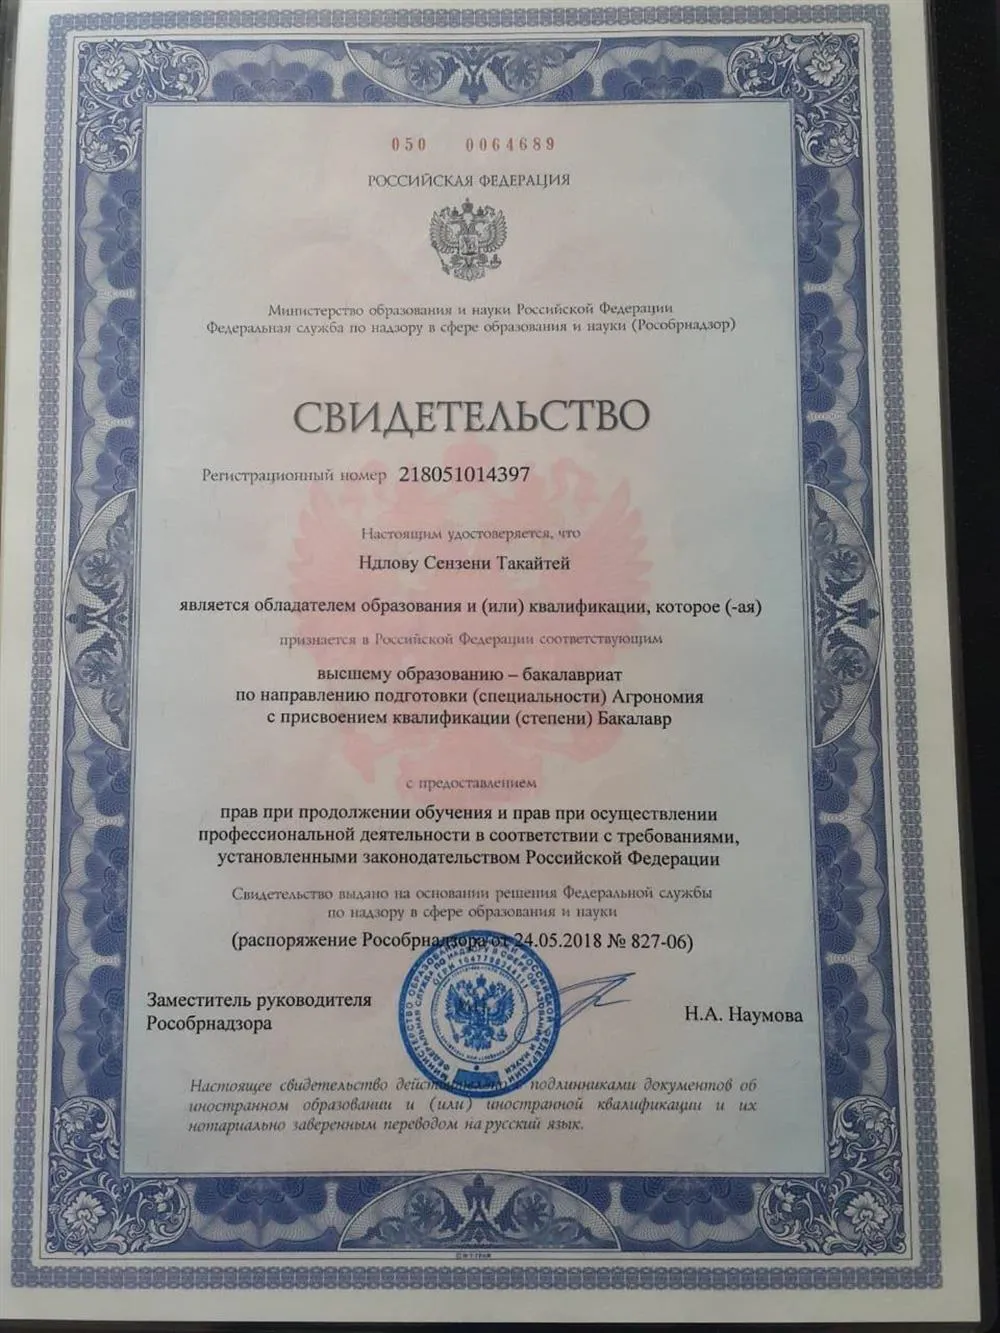 050 0064689
РОССИЙСКАЯ ФЕДЕРАЦИЯ
Министерство образования и науки Российской Федерации
Федеральная служба по надзору в сфере образования и науки (Рособрнадзор)
СВИДЕТЕЛЬСТВО
Регистрационный номер 218051014397
Настоящим удостоверяется, что
Ндлову Сензени Такайтей
является обладателем образования и (или) квалификации, которое (-ая)
признается в Российской Федерации соответствующим
высшему образованию – бакалавриат
по направлению подготовки (специальности) Агрономия
с присвоением квалификации (степени) Бакалавр
с предоставлением
прав при продолжении обучения и прав при осуществлении
профессиональной деятельности в соответствии с требованиями,
установленными законодательством Российской Федерации
Свидетельство выдано на основании решения Федеральной службы
по надзору в сфере образования и науки
(распоряжение Рособрнадзора от 24.05.2018 № 827-06)
Заместитель руководителя
Рособрнадзора
Н.А. Наумова
Настоящее свидетельство подлинниками документов об
иностранном образовании и (или) иностранной квалификации и их
нотариально заверенным переводом на русский язык.